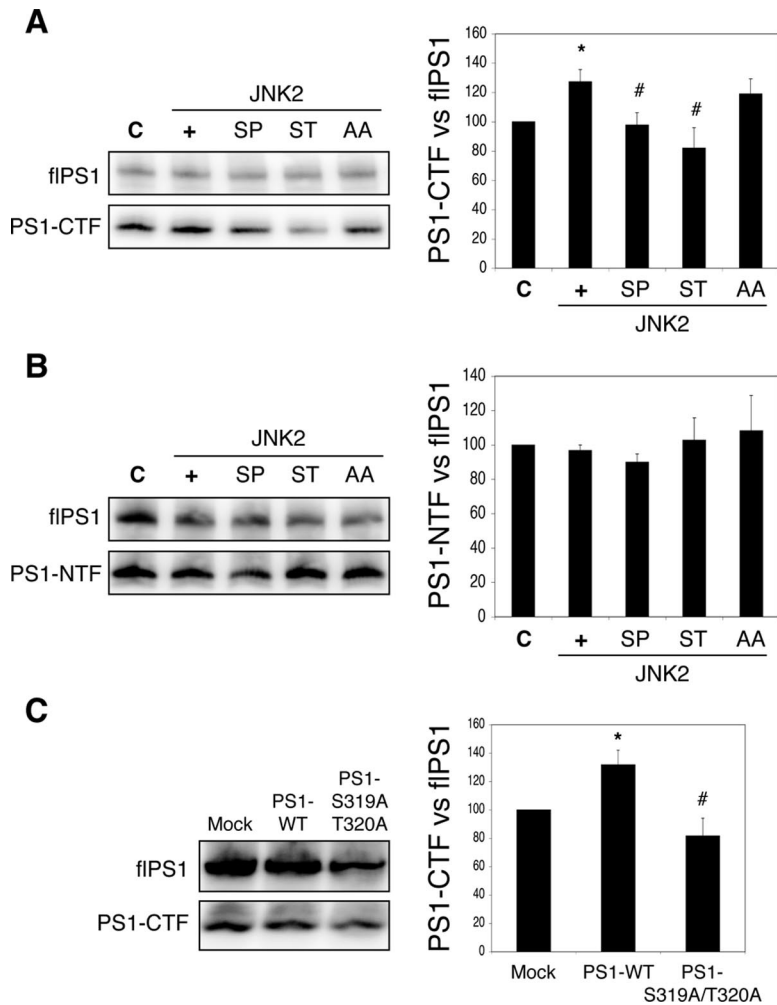 A
JNK2
C + SP ST AA
flPS1
PS1-CTF
PS1-CTF vs flPS1
160
140
120
100
80
60
40
20
0
*
#
#
C + SP ST AA
JNK2
B
JNK2
C + SP ST AA
flPS1
PS1-NTF
PS1-NTF vs flPS1
140
120
100
80
60
40
20
0
C + SP ST AA
JNK2
C
Mock
PS1-
WT
PS1-
S319A
T320A
flPS1
PS1-CTF
PS1-CTF vs flPS1
160
140
120
100
80
60
40
20
0
*
#
Mock PS1-WT PS1-
S319A/T320A